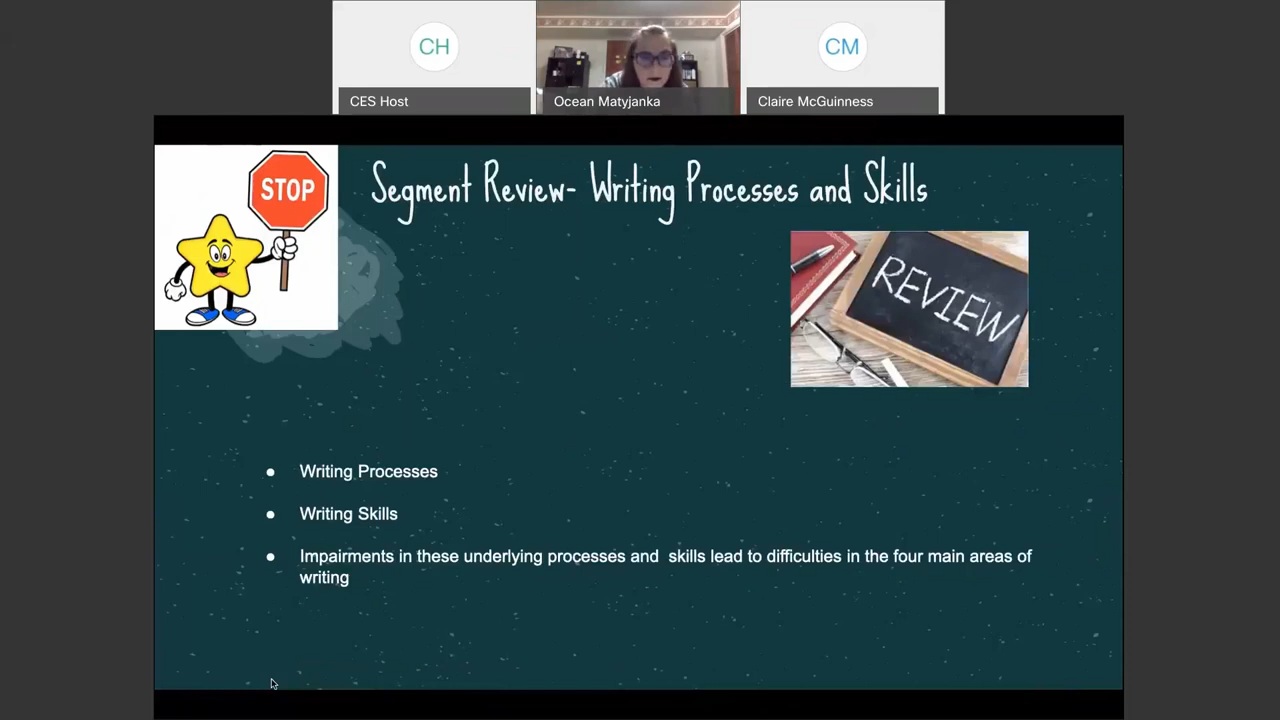 CH
CM
CES Host
Ocean Matyjanka
Claire McGuinness
STOP
Segment Review- Writing Processes and Skills
REVIEW
● Writing Processes
● Writing Skills
● Impairments in these underlying processes and  skills lead to difficulties in the four main areas of
writing